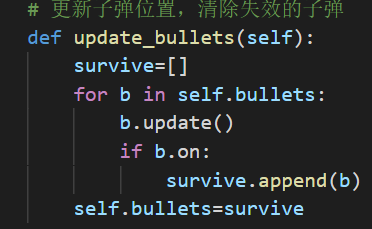 # 更新子弹位置，清除失效的子弹
def update_bullets(self):
    survive=[]
    for b in self.bullets:
        b.update()
        if b.on:
            survive.append(b)
    self.bullets=survive